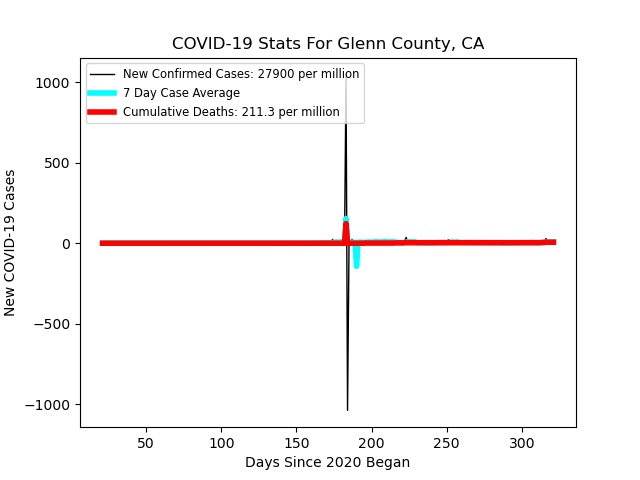 COVID-19 Stats For Glenn County, CA
New Confirmed Cases: 27900 per million
7 Day Case Average
Cumulative Deaths: 211.3 per million
New COVID-19 Cases
1000
500
0
−500
−1000
50 100 150 200 250 300
Days Since 2020 Began